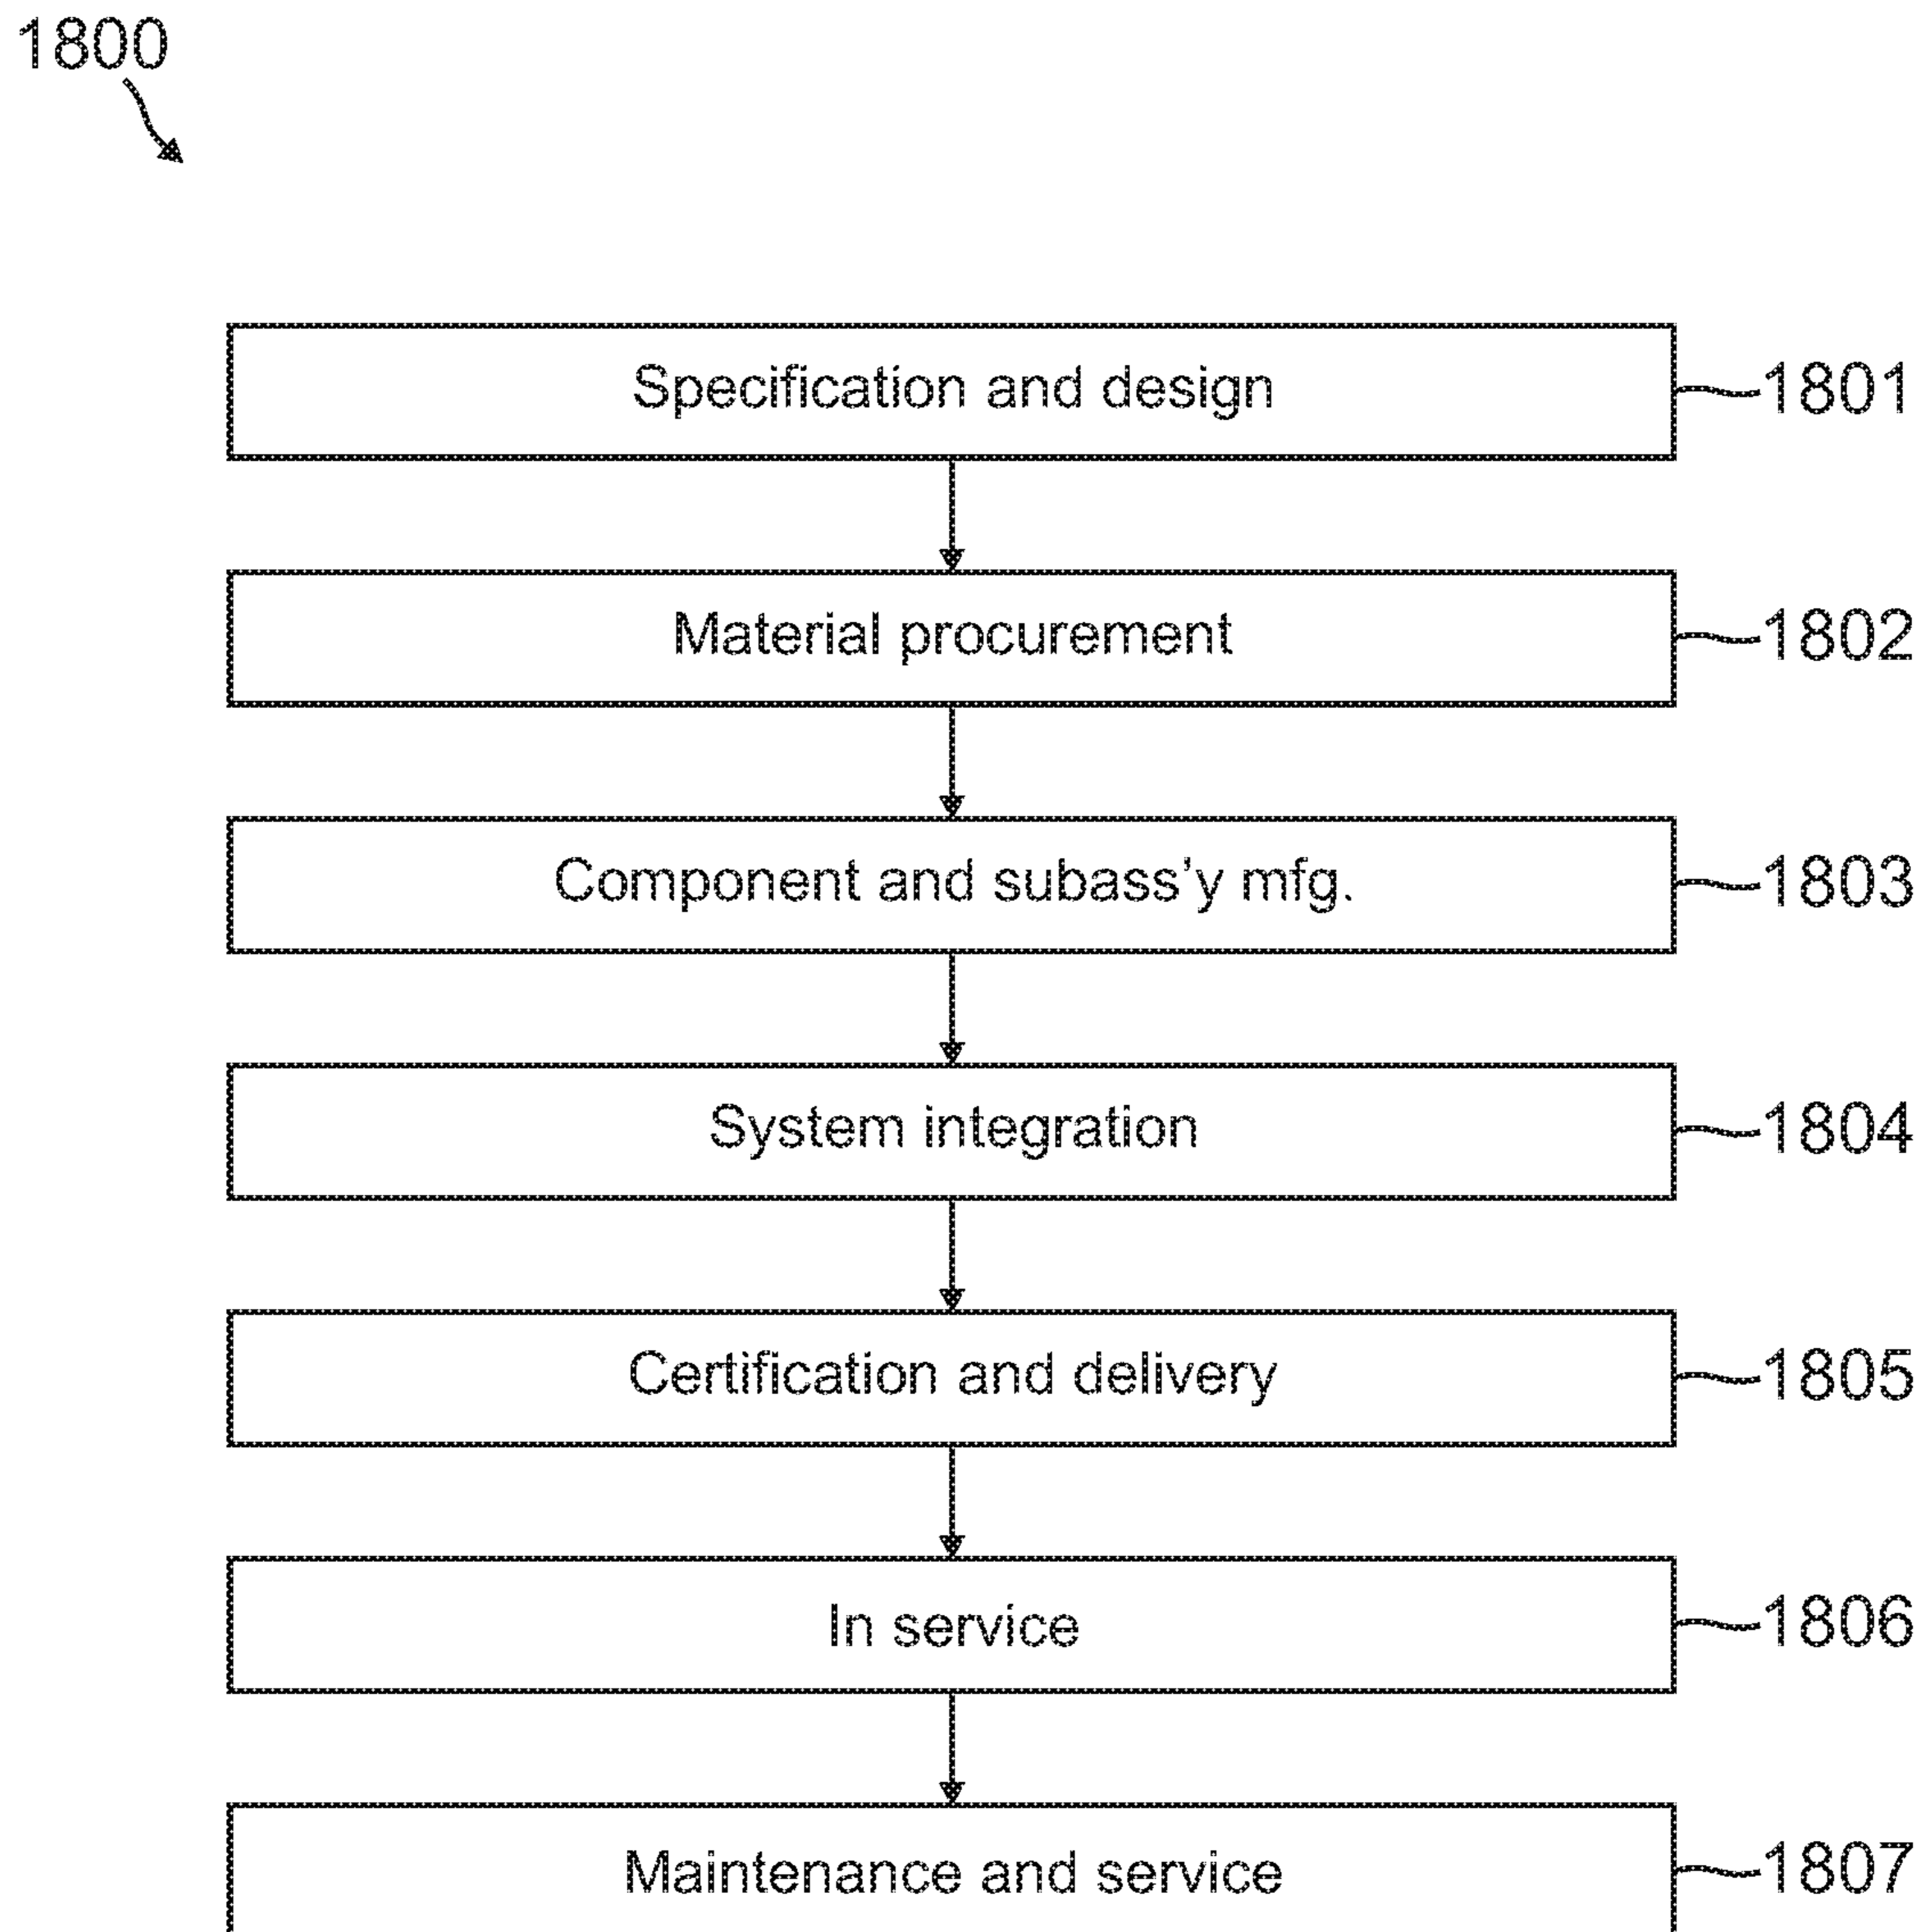 1800
Specification and design 1801
Material procurement 1802
Component and subass’y mfg. 1803
System integration 1804
Certification and delivery 1805
In service 1806
Maintenance and service 1807